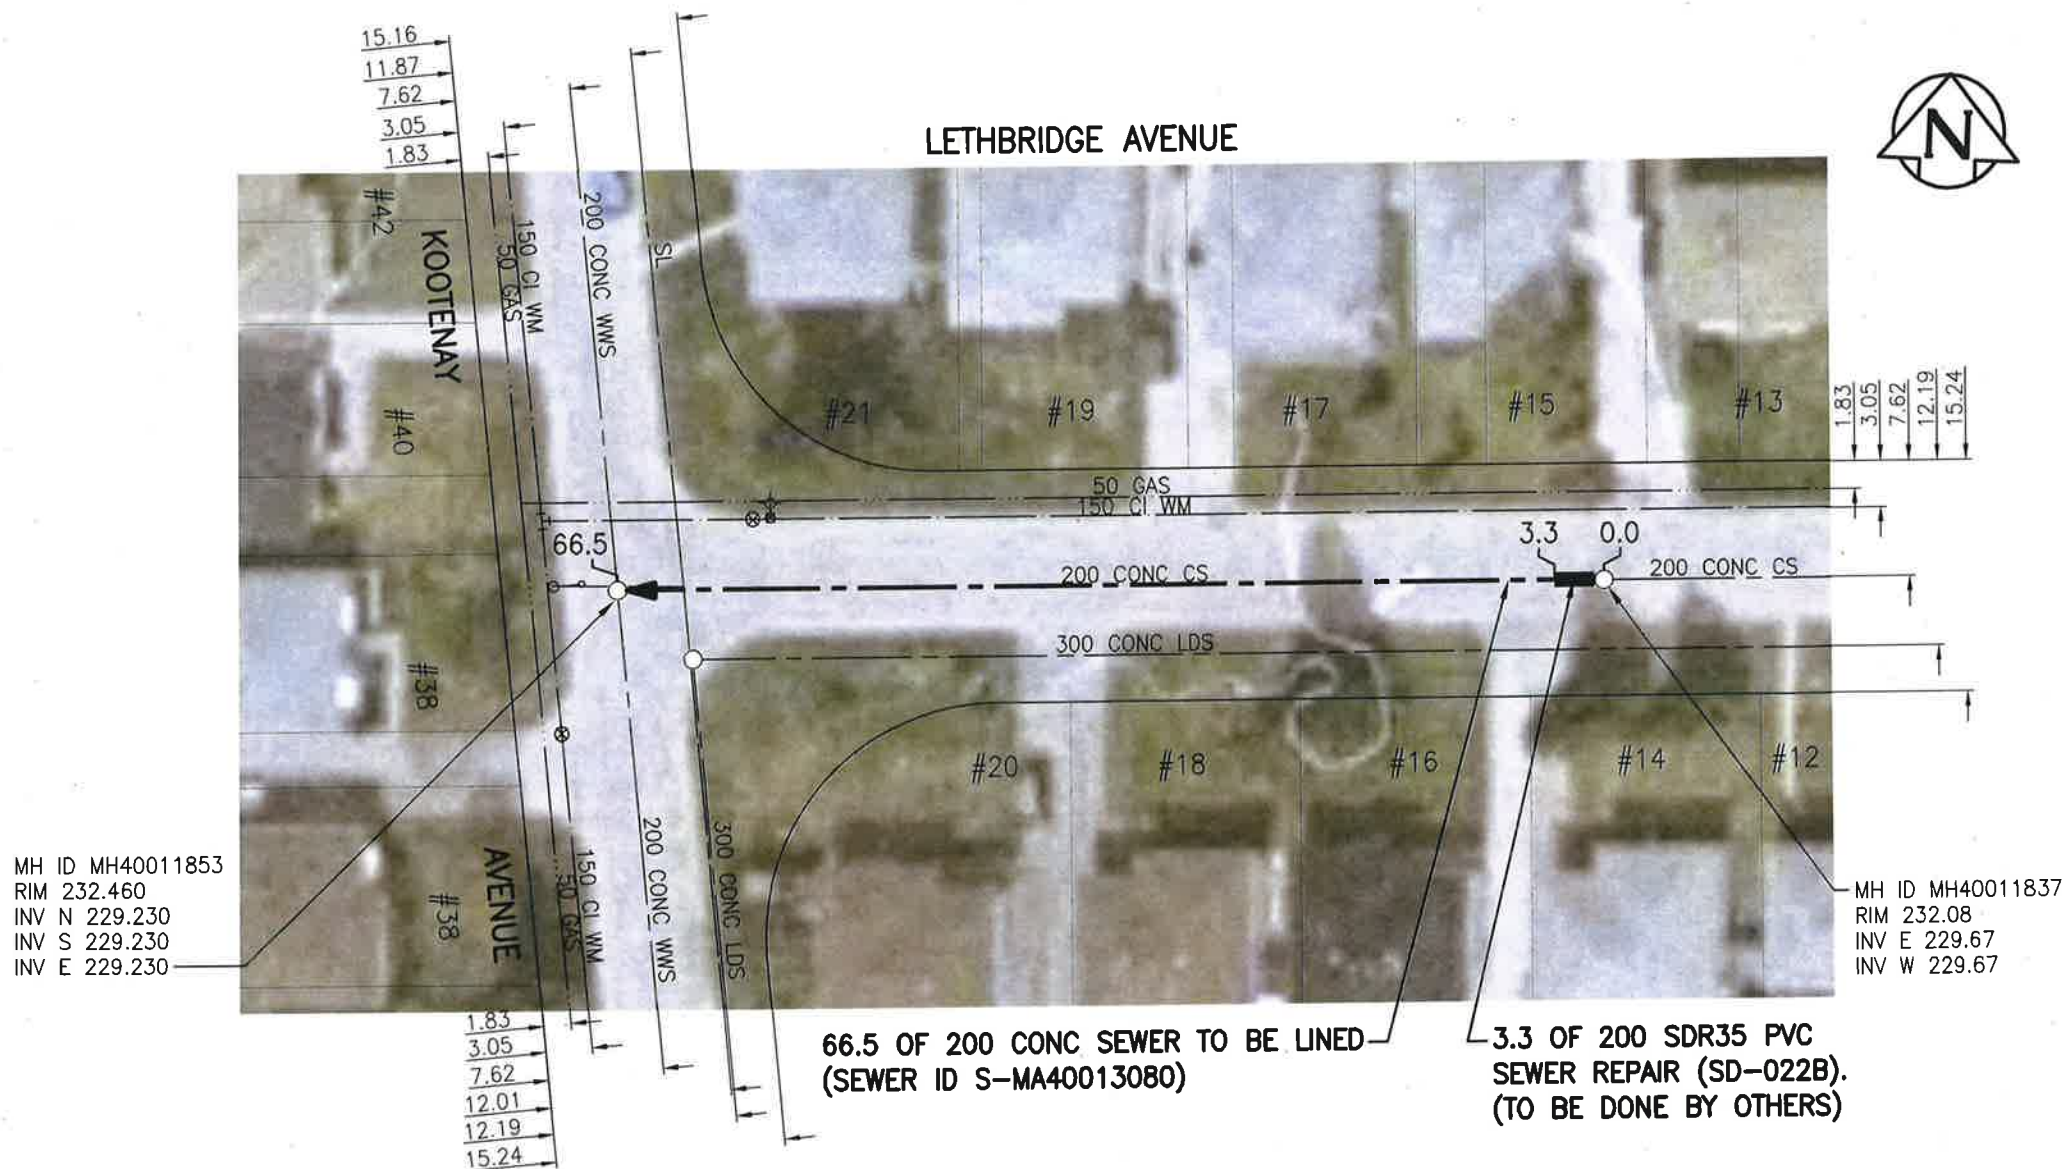 15.16
11.87
7.62
3.05
1.83
LETHBRIDGE AVENUE
N
#42
KOOTENAY
50 GAS
150 CI WM
200 CONC WWS
SL
#40
#21
#19
#17
#15
#13
1.83
3.05
7.62
12.19
15.24
50 GAS
150 CI WM
66.5
3.3
0.0
200 CONC CS
200 CONC CS
300 CONC LDS
#38
#20
#18
#16
#14
#12
MH ID MH40011853
RIM 232.460
INV N 229.230
INV S 229.230
INV E 229.230
#38
AVENUE
50 GAS
150 CI WM
200 CONC WWS
300 CONC LDS
MH ID MH40011837
RIM 232.08
INV E 229.67
INV W 229.67
1.83
3.05
7.62
12.01
12.19
15.24
66.5 OF 200 CONC SEWER TO BE LINED
(SEWER ID S-MA40013080)
3.3 OF 200 SDR35 PVC
SEWER REPAIR (SD-022B).
(TO BE DONE BY OTHERS)